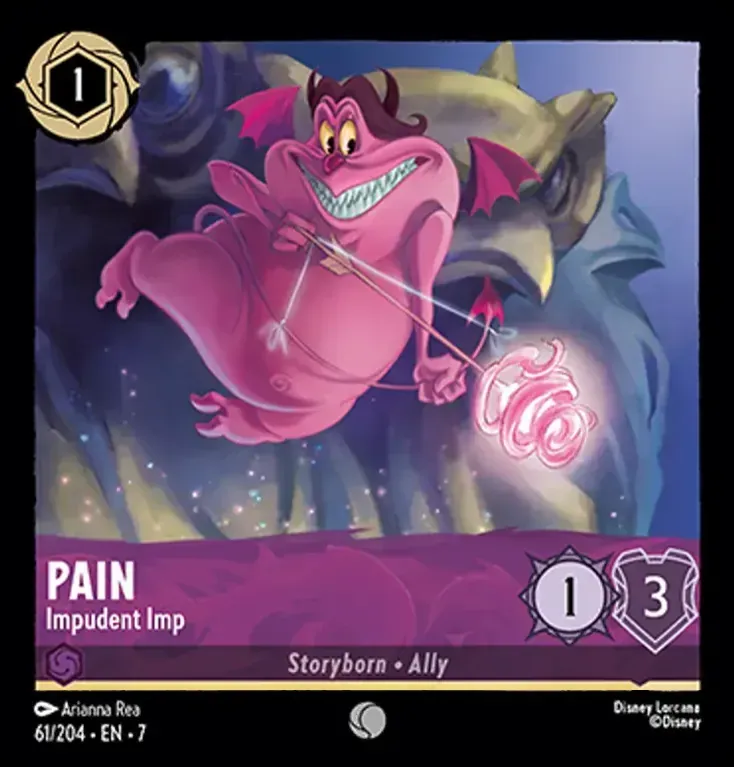 1
PAIN
Impudent Imp
1
3
Storyborn • Ally
Arianna Rea
61/204 • EN • 7
Disney Lorcana
©Disney